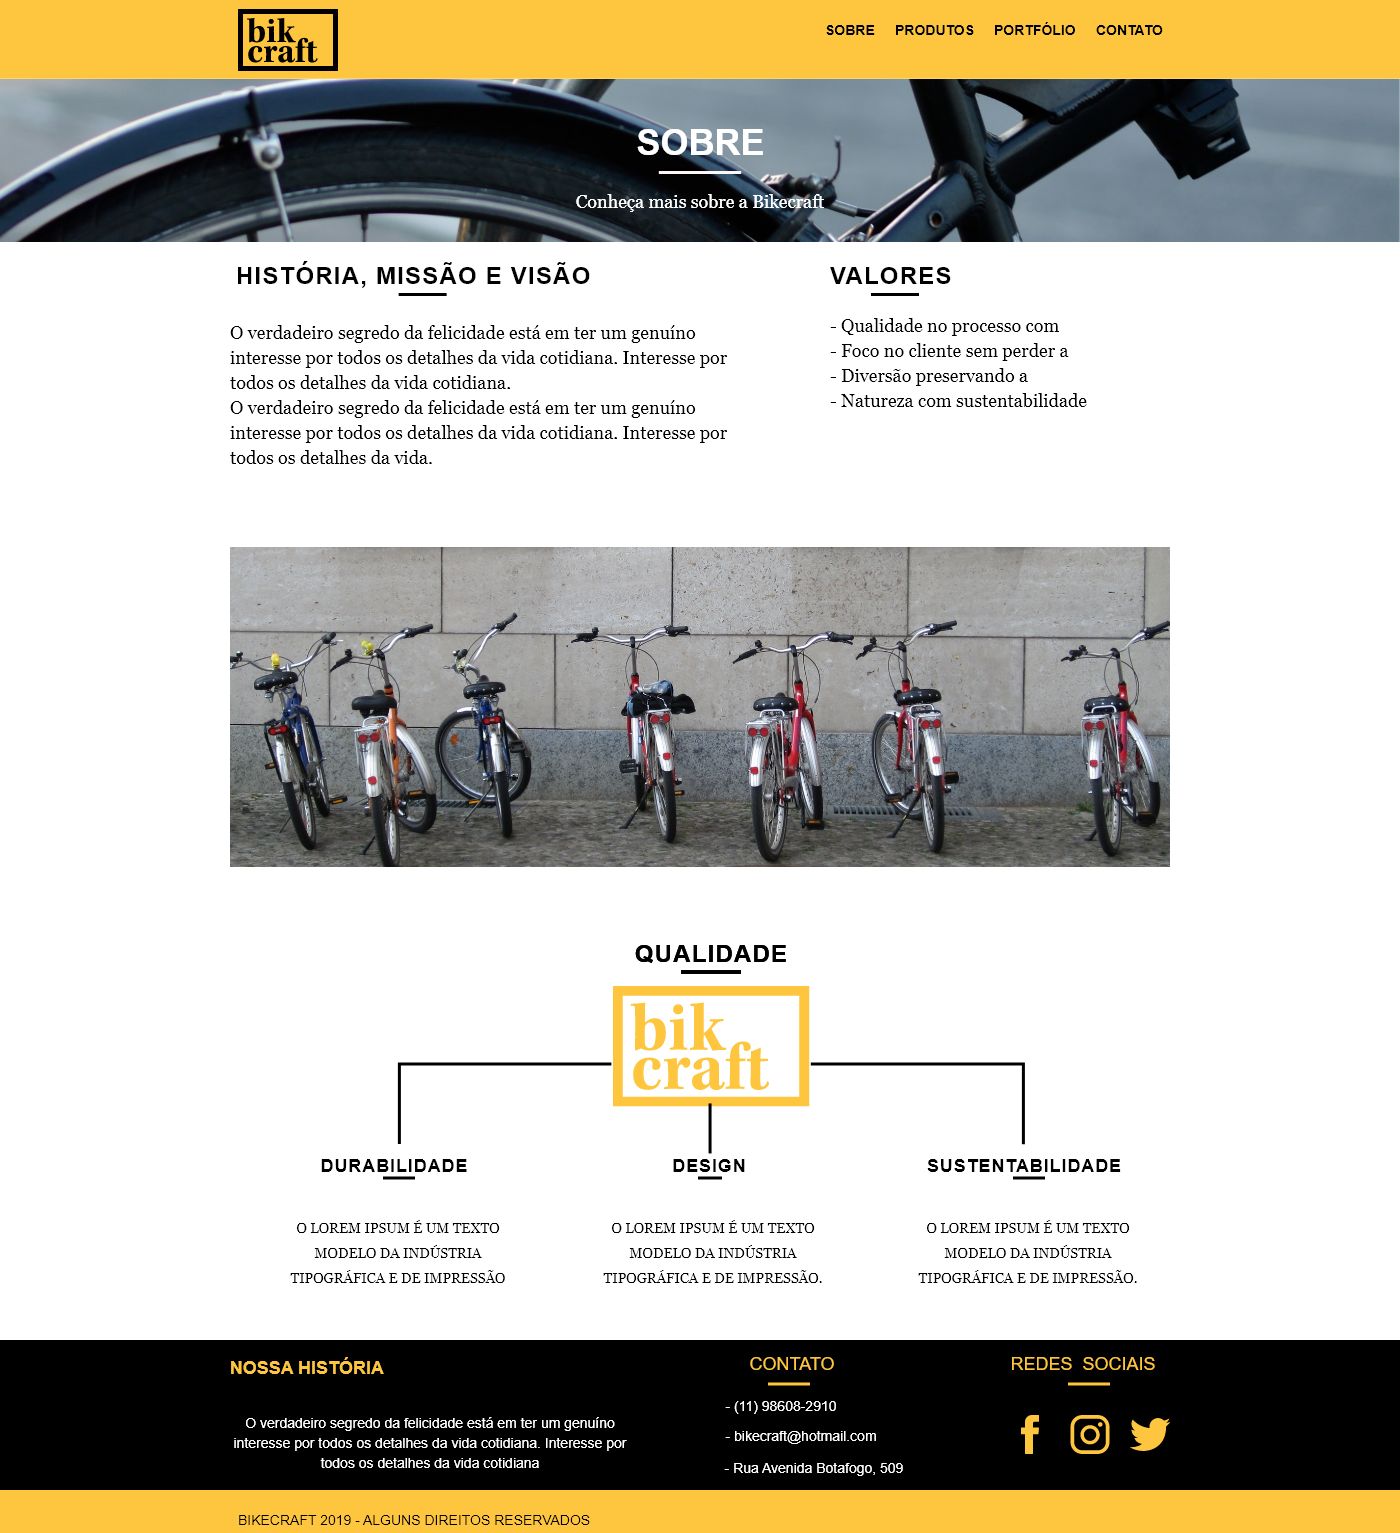 bik
craft
SOBRE PRODUTOS PORTFÓLIO CONTATO
SOBRE
Conheça mais sobre a Bikecraft
HISTÓRIA, MISSÃO E VISÃO
O verdadeiro segredo da felicidade está em ter um genuíno
interesse por todos os detalhes da vida cotidiana. Interesse por
todos os detalhes da vida cotidiana.
O verdadeiro segredo da felicidade está em ter um genuíno
interesse por todos os detalhes da vida cotidiana. Interesse por
todos os detalhes da vida.
VALORES
- Qualidade no processo com
- Foco no cliente sem perder a
- Diversão preservando a
- Natureza com sustentabilidade
QUALIDADE
bik
craft
DURABILIDADE
O LOREM IPSUM É UM TEXTO
MODELO DA INDÚSTRIA
TIPOGRÁFICA E DE IMPRESSÃO
DESIGN
O LOREM IPSUM É UM TEXTO
MODELO DA INDÚSTRIA
TIPOGRÁFICA E DE IMPRESSÃO.
SUSTENTABILIDADE
O LOREM IPSUM É UM TEXTO
MODELO DA INDÚSTRIA
TIPOGRÁFICA E DE IMPRESSÃO.
NOSSA HISTÓRIA
O verdadeiro segredo da felicidade está em ter um genuíno
interesse por todos os detalhes da vida cotidiana. Interesse por
todos os detalhes da vida cotidiana
CONTATO
- (11) 98608-2910
- bikecraft@hotmail.com
- Rua Avenida Botafogo, 509
REDES SOCIAIS
BIKECRAFT 2019 - ALGUNS DIREITOS RESERVADOS